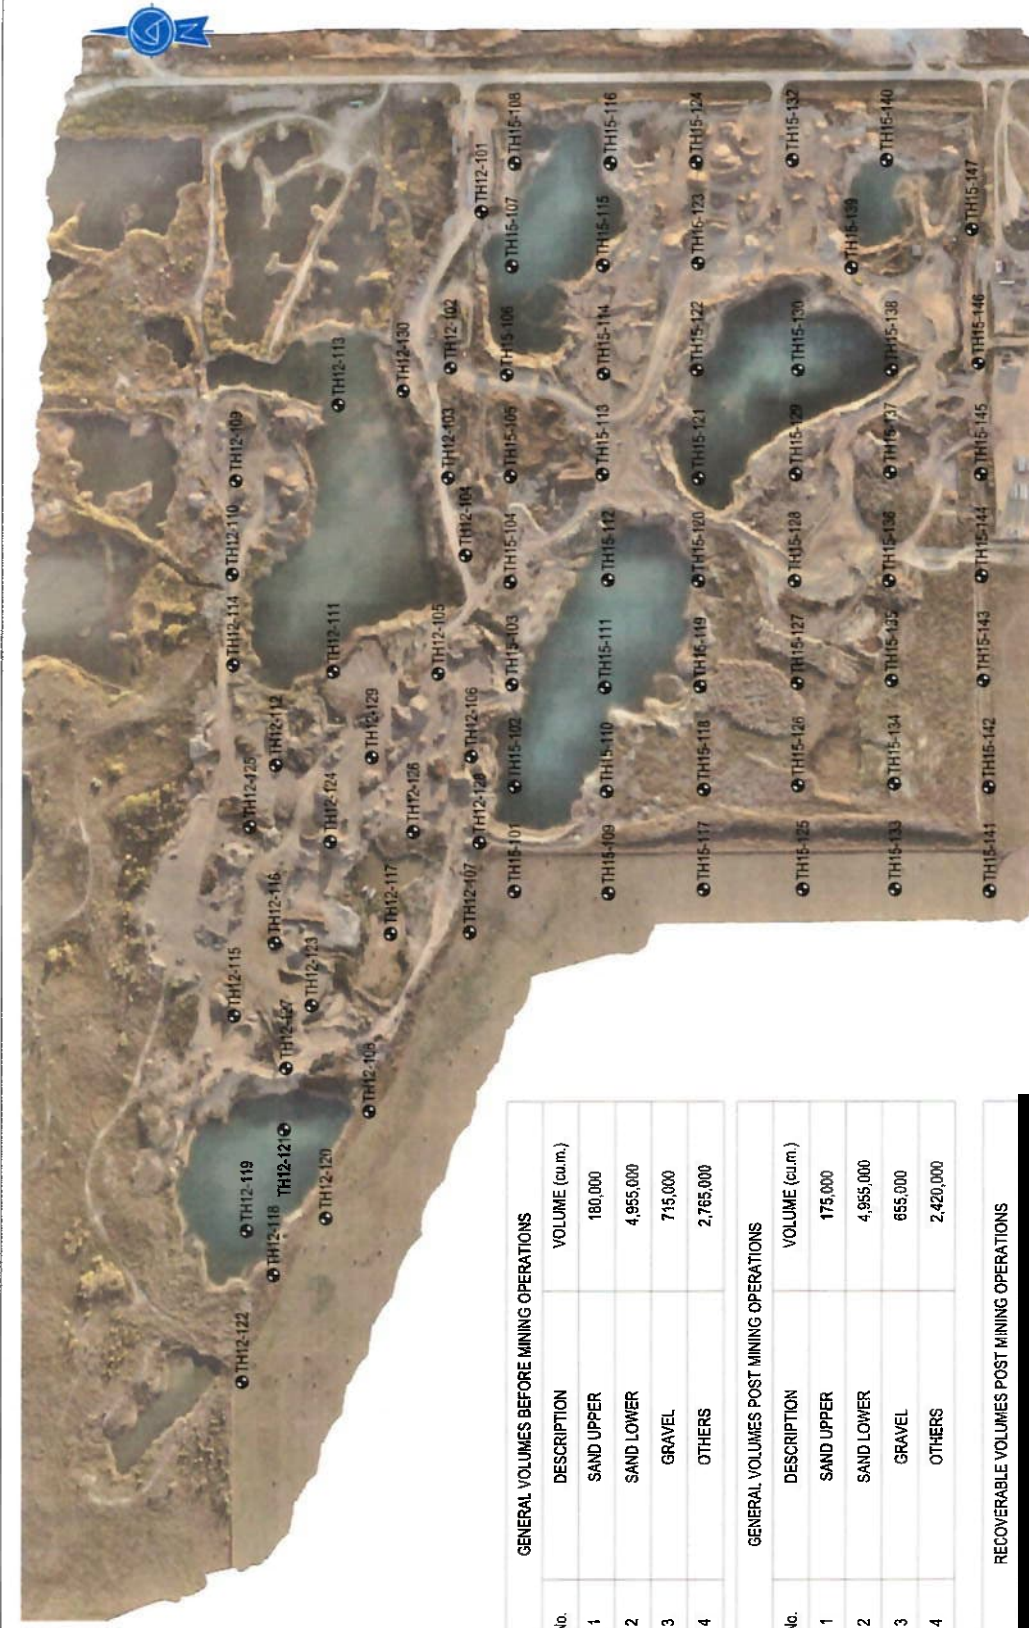 N
TH12-114
TH12-110
TH12-109
TH12-115
TH12-122
TH12-119
TH12-125
TH12-118
TH12-116
TH12-112
TH12-121
TH12-127
TH12-123
TH12-120
TH12-124
TH12-111
TH12-113
TH12-108
TH12-129
TH12-117
TH12-130
TH12-126
TH12-105
TH12-103
TH12-102
TH12-104
TH12-107
TH12-106
TH12-128
TH12-101
TH15-101
TH15-102
TH15-103
TH15-104
TH15-105
TH15-106
TH15-107
TH15-108
TH15-109
TH15-110
TH15-111
TH15-112
TH15-113
TH15-114
TH15-115
TH15-116
TH15-117
TH15-118
TH15-119
TH15-120
TH15-121
TH15-122
TH15-123
TH15-124
TH15-125
TH15-126
TH15-127
TH15-128
TH15-129
TH15-130
TH15-132
TH15-133
TH15-134
TH15-135
TH15-136
TH15-137
TH15-138
TH15-139
TH15-140
TH15-141
TH15-142
TH15-143
TH15-144
TH15-145
TH15-146
TH15-147
GENERAL VOLUMES BEFORE MINING OPERATIONS
No. DESCRIPTION VOLUME (cu.m.)
1 SAND UPPER 180,000
2 SAND LOWER 4,955,000
3 GRAVEL 715,000
4 OTHERS 2,765,000
GENERAL VOLUMES POST MINING OPERATIONS
No. DESCRIPTION VOLUME (cu.m.)
1 SAND UPPER 175,000
2 SAND LOWER 4,955,000
3 GRAVEL 655,000
4 OTHERS 2,420,000
RECOVERABLE VOLUMES POST MINING OPERATIONS